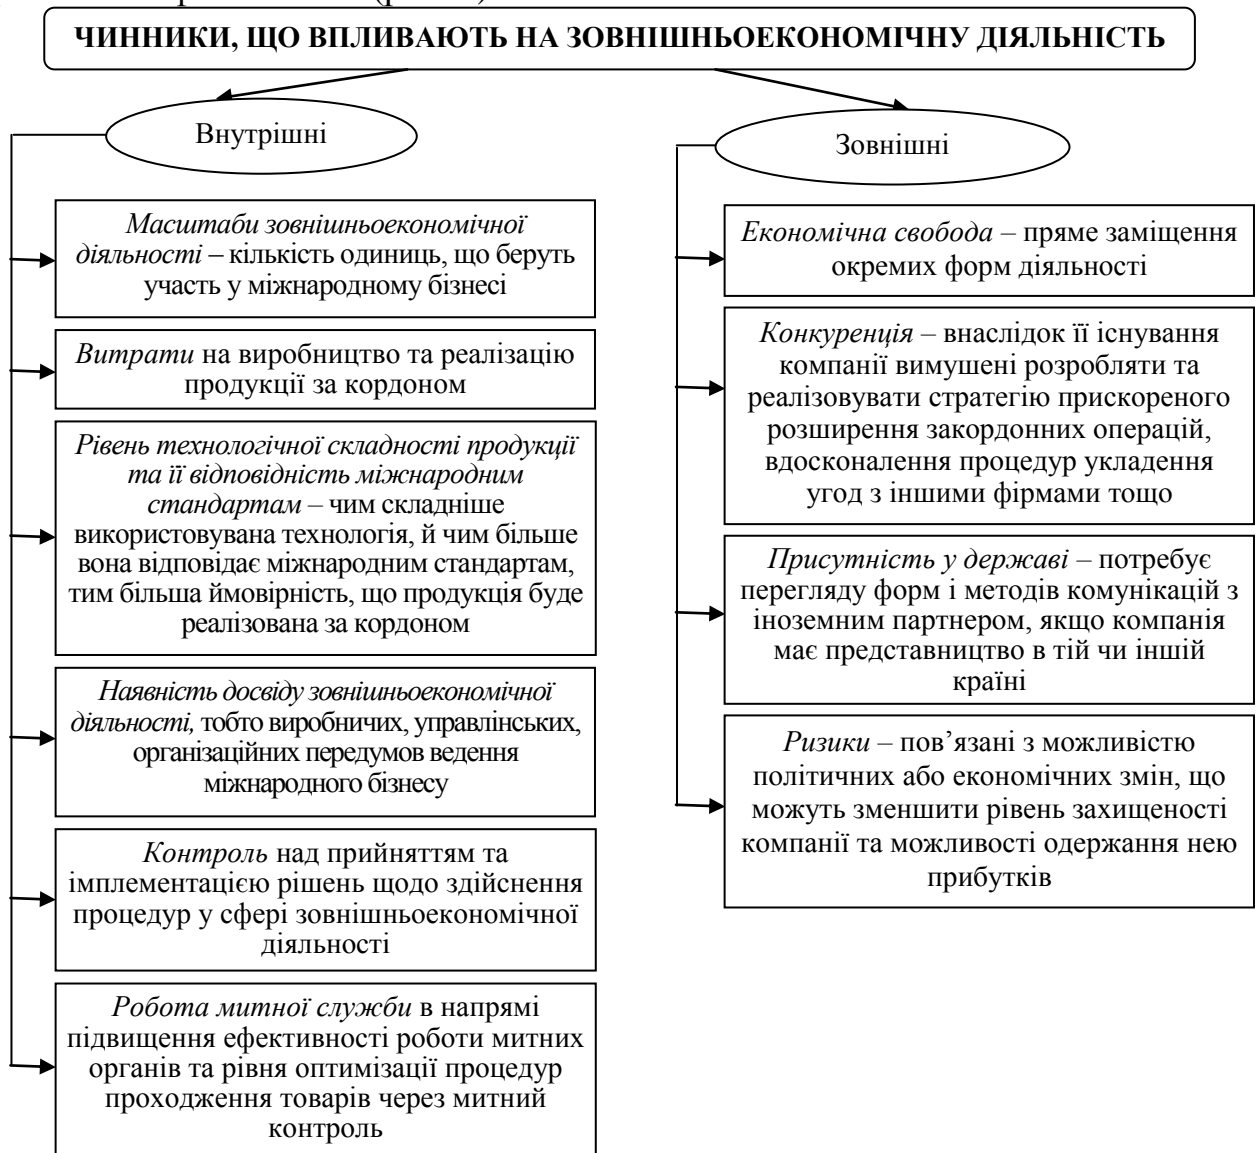 ЧИННИКИ, ЩО ВПЛИВАЮТЬ НА ЗОВНІШНЬОЕКОНОМІЧНУ ДІЯЛЬНІСТЬ
Внутрішні
Масштаби зовнішньоекономічної
діяльності – кількість одиниць, що беруть
участь у міжнародному бізнесі
Витрати на виробництво та реалізацію
продукції за кордоном
Рівень технологічної складності продукції
та її відповідність міжнародним
стандартам – чим складніше
використовувана технологія, й чим більше
вона відповідає міжнародним стандартам,
тим більша ймовірність, що продукція буде
реалізована за кордоном
Наявність досвіду зовнішньоекономічної
діяльності, тобто виробничих, управлінських,
організаційних передумов ведення
міжнародного бізнесу
Контроль над прийняттям та
імплементацією рішень щодо здійснення
процедур у сфері зовнішньоекономічної
діяльності
Робота митної служби в напрямі
підвищення ефективності роботи митних
органів та рівня оптимізації процедур
проходження товарів через митний
контроль
Зовнішні
Економічна свобода – пряме заміщення
окремих форм діяльності
Конкуренція – внаслідок її існування
компанії вимушені розробляти та
реалізовувати стратегію прискореного
розширення закордонних операцій,
вдосконалення процедур укладення
угод з іншими фірмами тощо
Присутність у державі – потребує
перегляду форм і методів комунікацій з
іноземним партнером, якщо компанія
має представництво в тій чи іншій
країні
Ризики – пов’язані з можливістю
політичних або економічних змін, що
можуть зменшити рівень захищеності
компанії та можливості одержання нею
прибутків